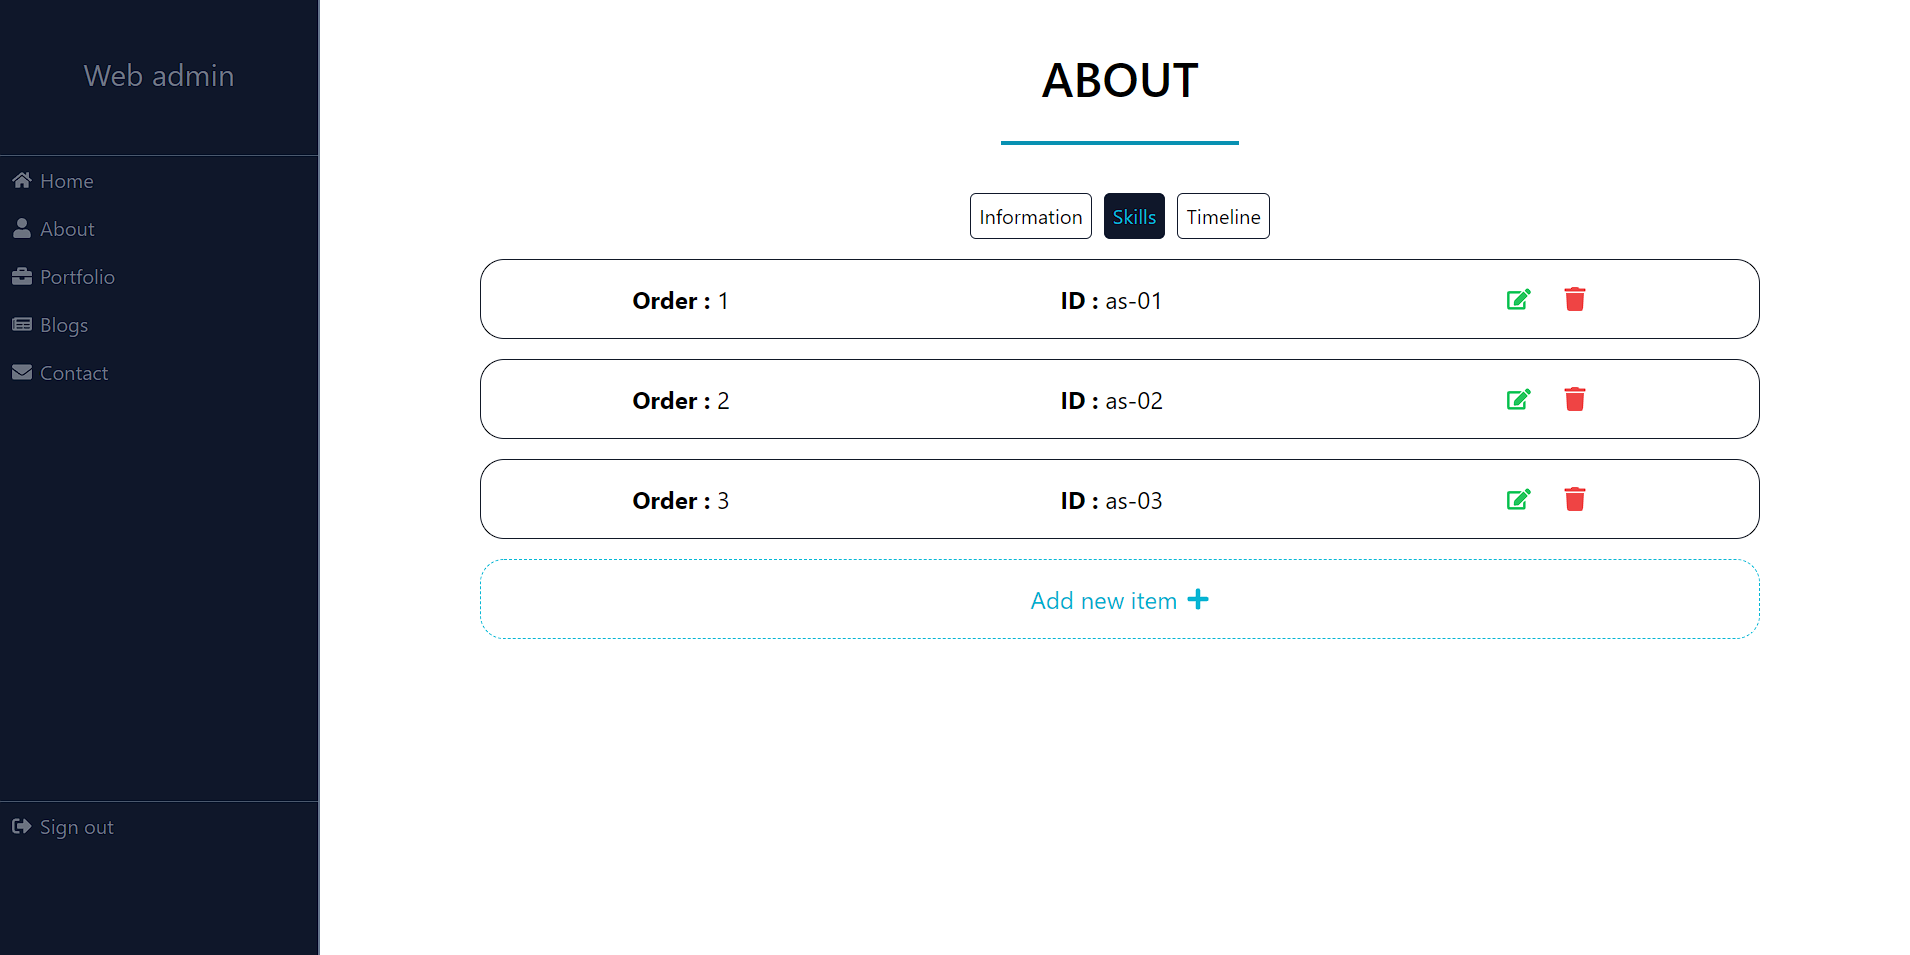 Web admin
Home
About
Portfolio
Blogs
Contact
Sign out
ABOUT
Information Skills Timeline
Order : 1 ID : as-01
Order : 2 ID : as-02
Order : 3 ID : as-03
Add new item